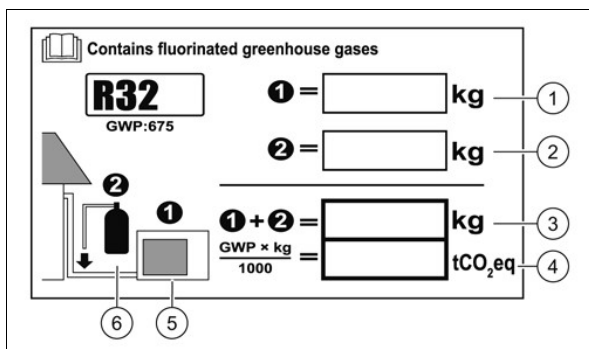 Contains fluorinated greenhouse gases
R32
GWP:675
❶= kg ①
❷= kg ②
❷
❶
❶+❷= kg ③
GWP × kg
1000
= tCO₂eq ④
⑥ ⑤